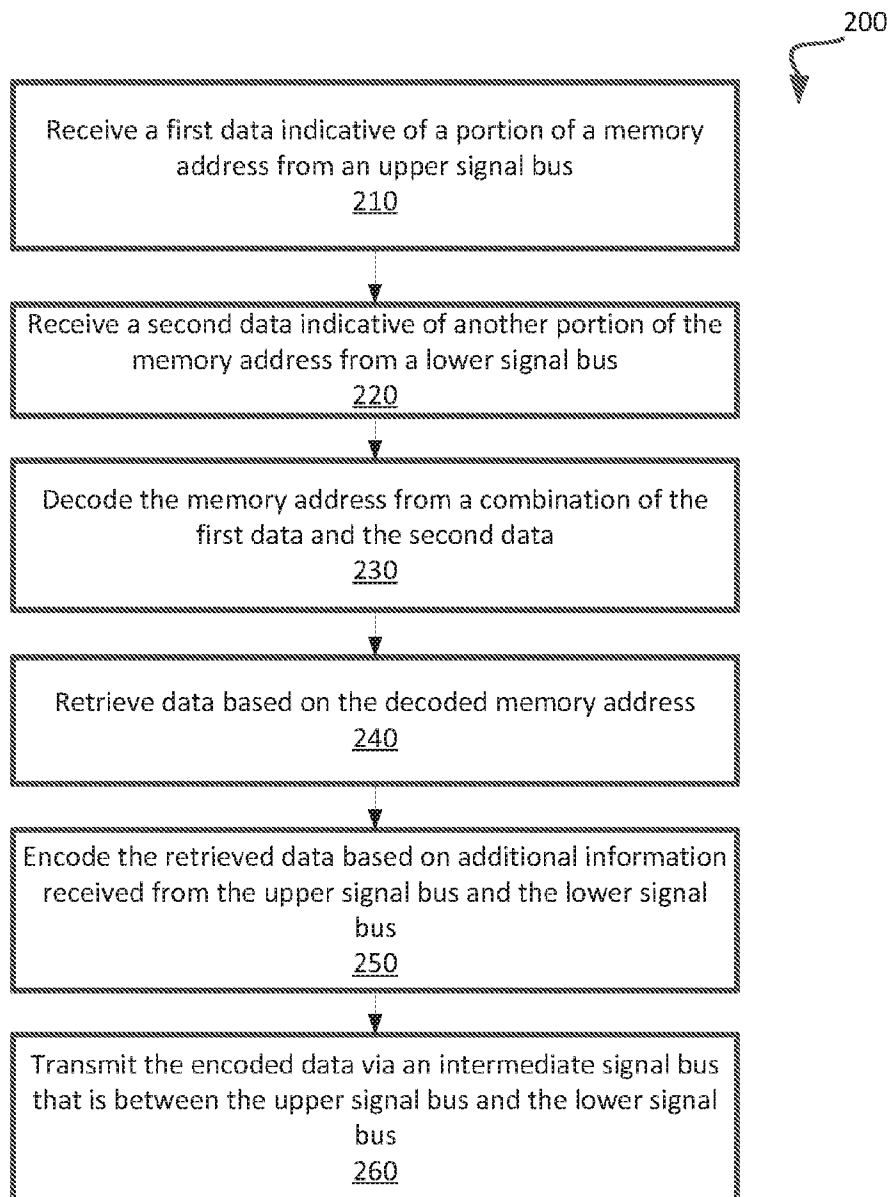 200
Receive a first data indicative of a portion of a memory
address from an upper signal bus
210
Receive a second data indicative of another portion of the
memory address from a lower signal bus
220
Decode the memory address from a combination of the
first data and the second data
230
Retrieve data based on the decoded memory address
240
Encode the retrieved data based on additional information
received from the upper signal bus and the lower signal
bus
250
Transmit the encoded data via an intermediate signal bus
that is between the upper signal bus and the lower signal
bus
260